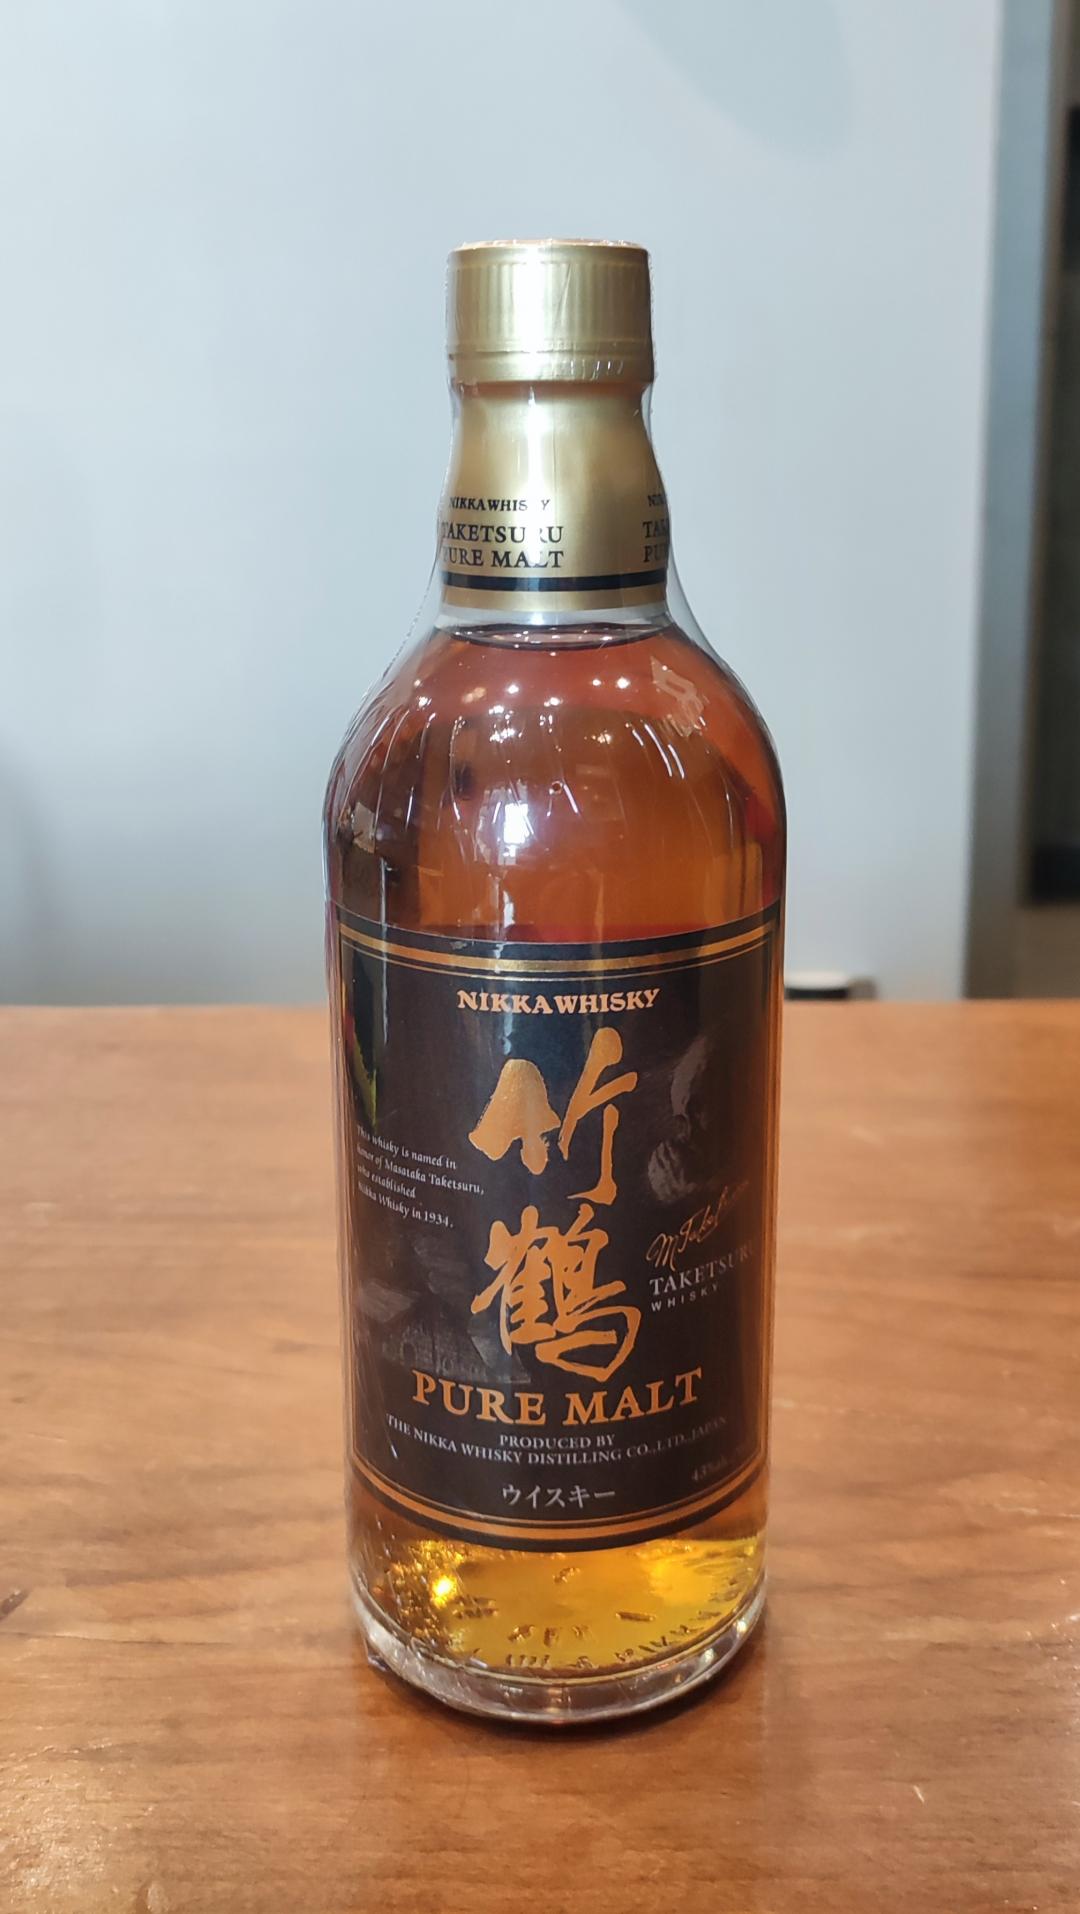 NIKKA WHISKY
TAKETSURU
PURE MALT
NIKKA WHISKY
竹
鶴
This whisky is named in
honor of Masataka Taketsuru,
who established
Nikka Whisky in 1934.
M Taketsuru
TAKETSURU
WHISKY
PURE MALT
PRODUCED BY
THE NIKKA WHISKY DISTILLING CO.,LTD.,JAPAN
43%
ウイスキー